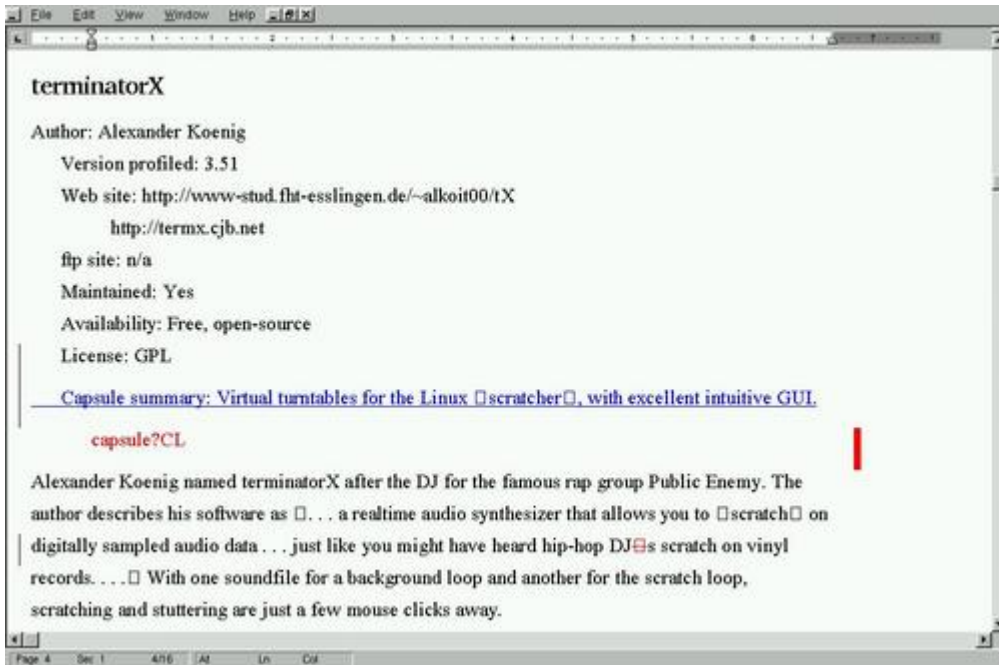 File Edit View Window Help
terminatorX
Author: Alexander Koenig
Version profiled: 3.51
Web site: http://www-stud.fht-esslingen.de/~alkoit00/tX
http://termx.cjb.net
ftp site: n/a
Maintained: Yes
Availability: Free, open-source
License: GPL
Capsule summary: Virtual turntables for the Linux □scratcher□, with excellent intuitive GUI.
capsule?CL
Alexander Koenig named terminatorX after the DJ for the famous rap group Public Enemy. The
author describes his software as □. . . a realtime audio synthesizer that allows you to □scratch□ on
digitally sampled audio data . . . just like you might have heard hip-hop DJ□s scratch on vinyl
records. . . .□ With one soundfile for a background loop and another for the scratch loop,
scratching and stuttering are just a few mouse clicks away.
Page 4 Sec 1 4/16 At Ln Col